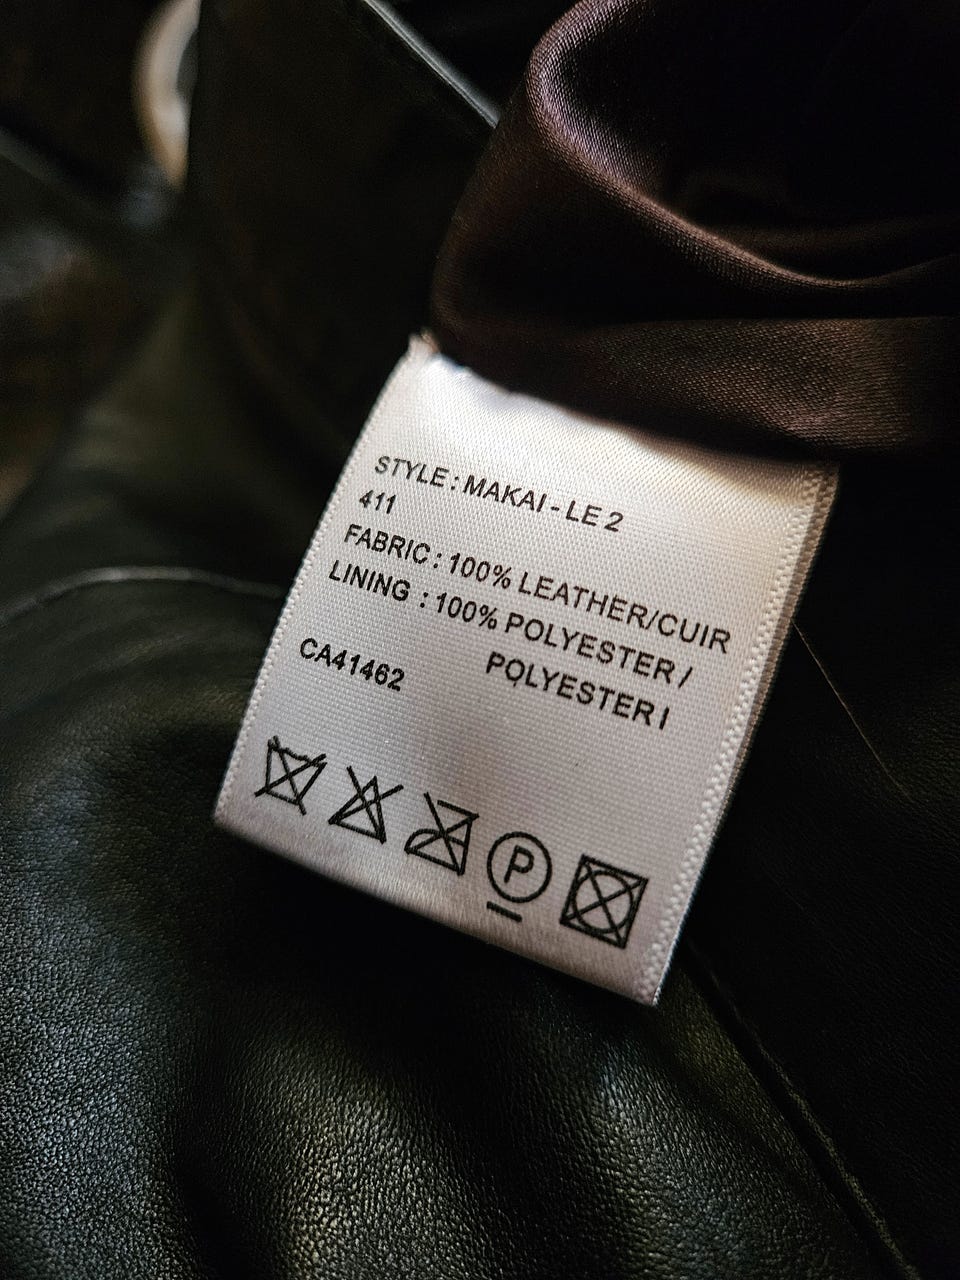 STYLE : MAKAI - LE 2
411
FABRIC : 100% LEATHER/CUIR
LINING : 100% POLYESTER /
POLYESTER I
CA41462
P